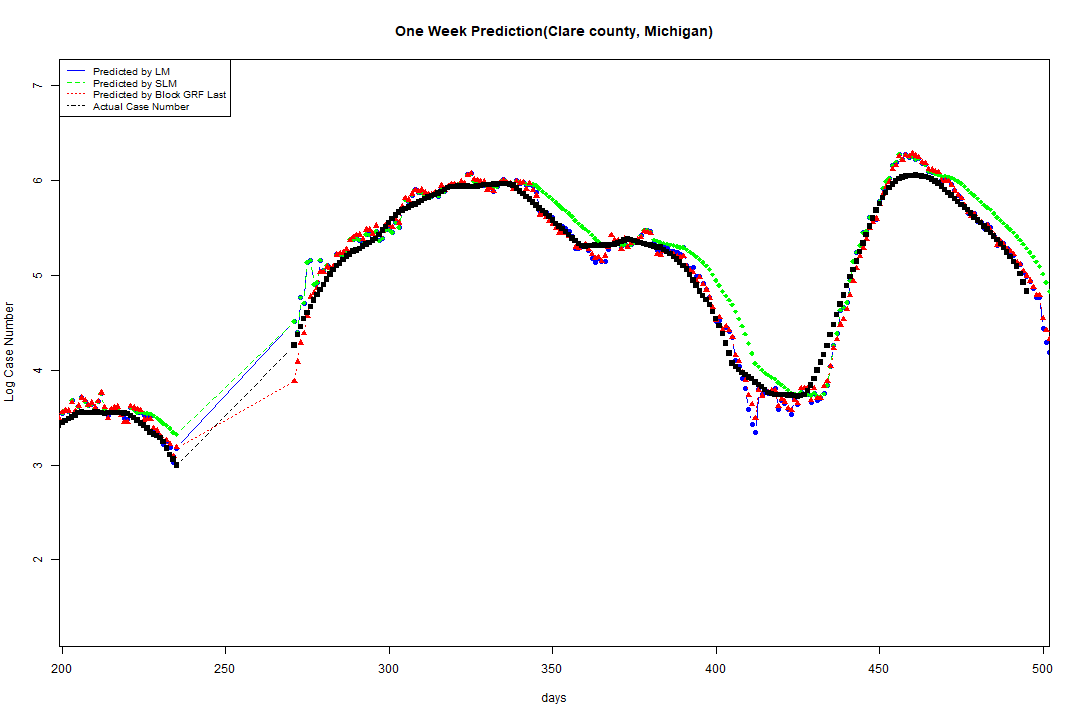 One Week Prediction(Clare county, Michigan)
Predicted by LM
Predicted by SLM
Predicted by Block GRF Last
Actual Case Number
Log Case Number
7
6
5
4
3
2
200 250 300 350 400 450 500
days